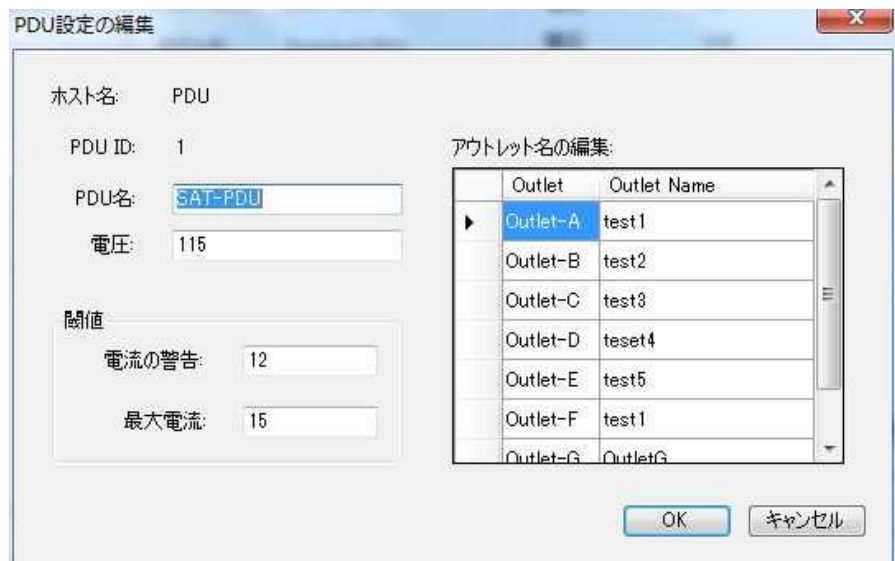 PDU設定の編集
ホスト名: PDU
PDU ID: 1
PDU名: SAT-PDU
電圧: 115
閾値
電流の警告: 12
最大電流: 15
アウトレット名の編集:
Outlet Outlet Name
Outlet-A test1
Outlet-B test2
Outlet-C test3
Outlet-D teset4
Outlet-E test5
Outlet-F test1
Outlet-G OutletG
OK キャンセル